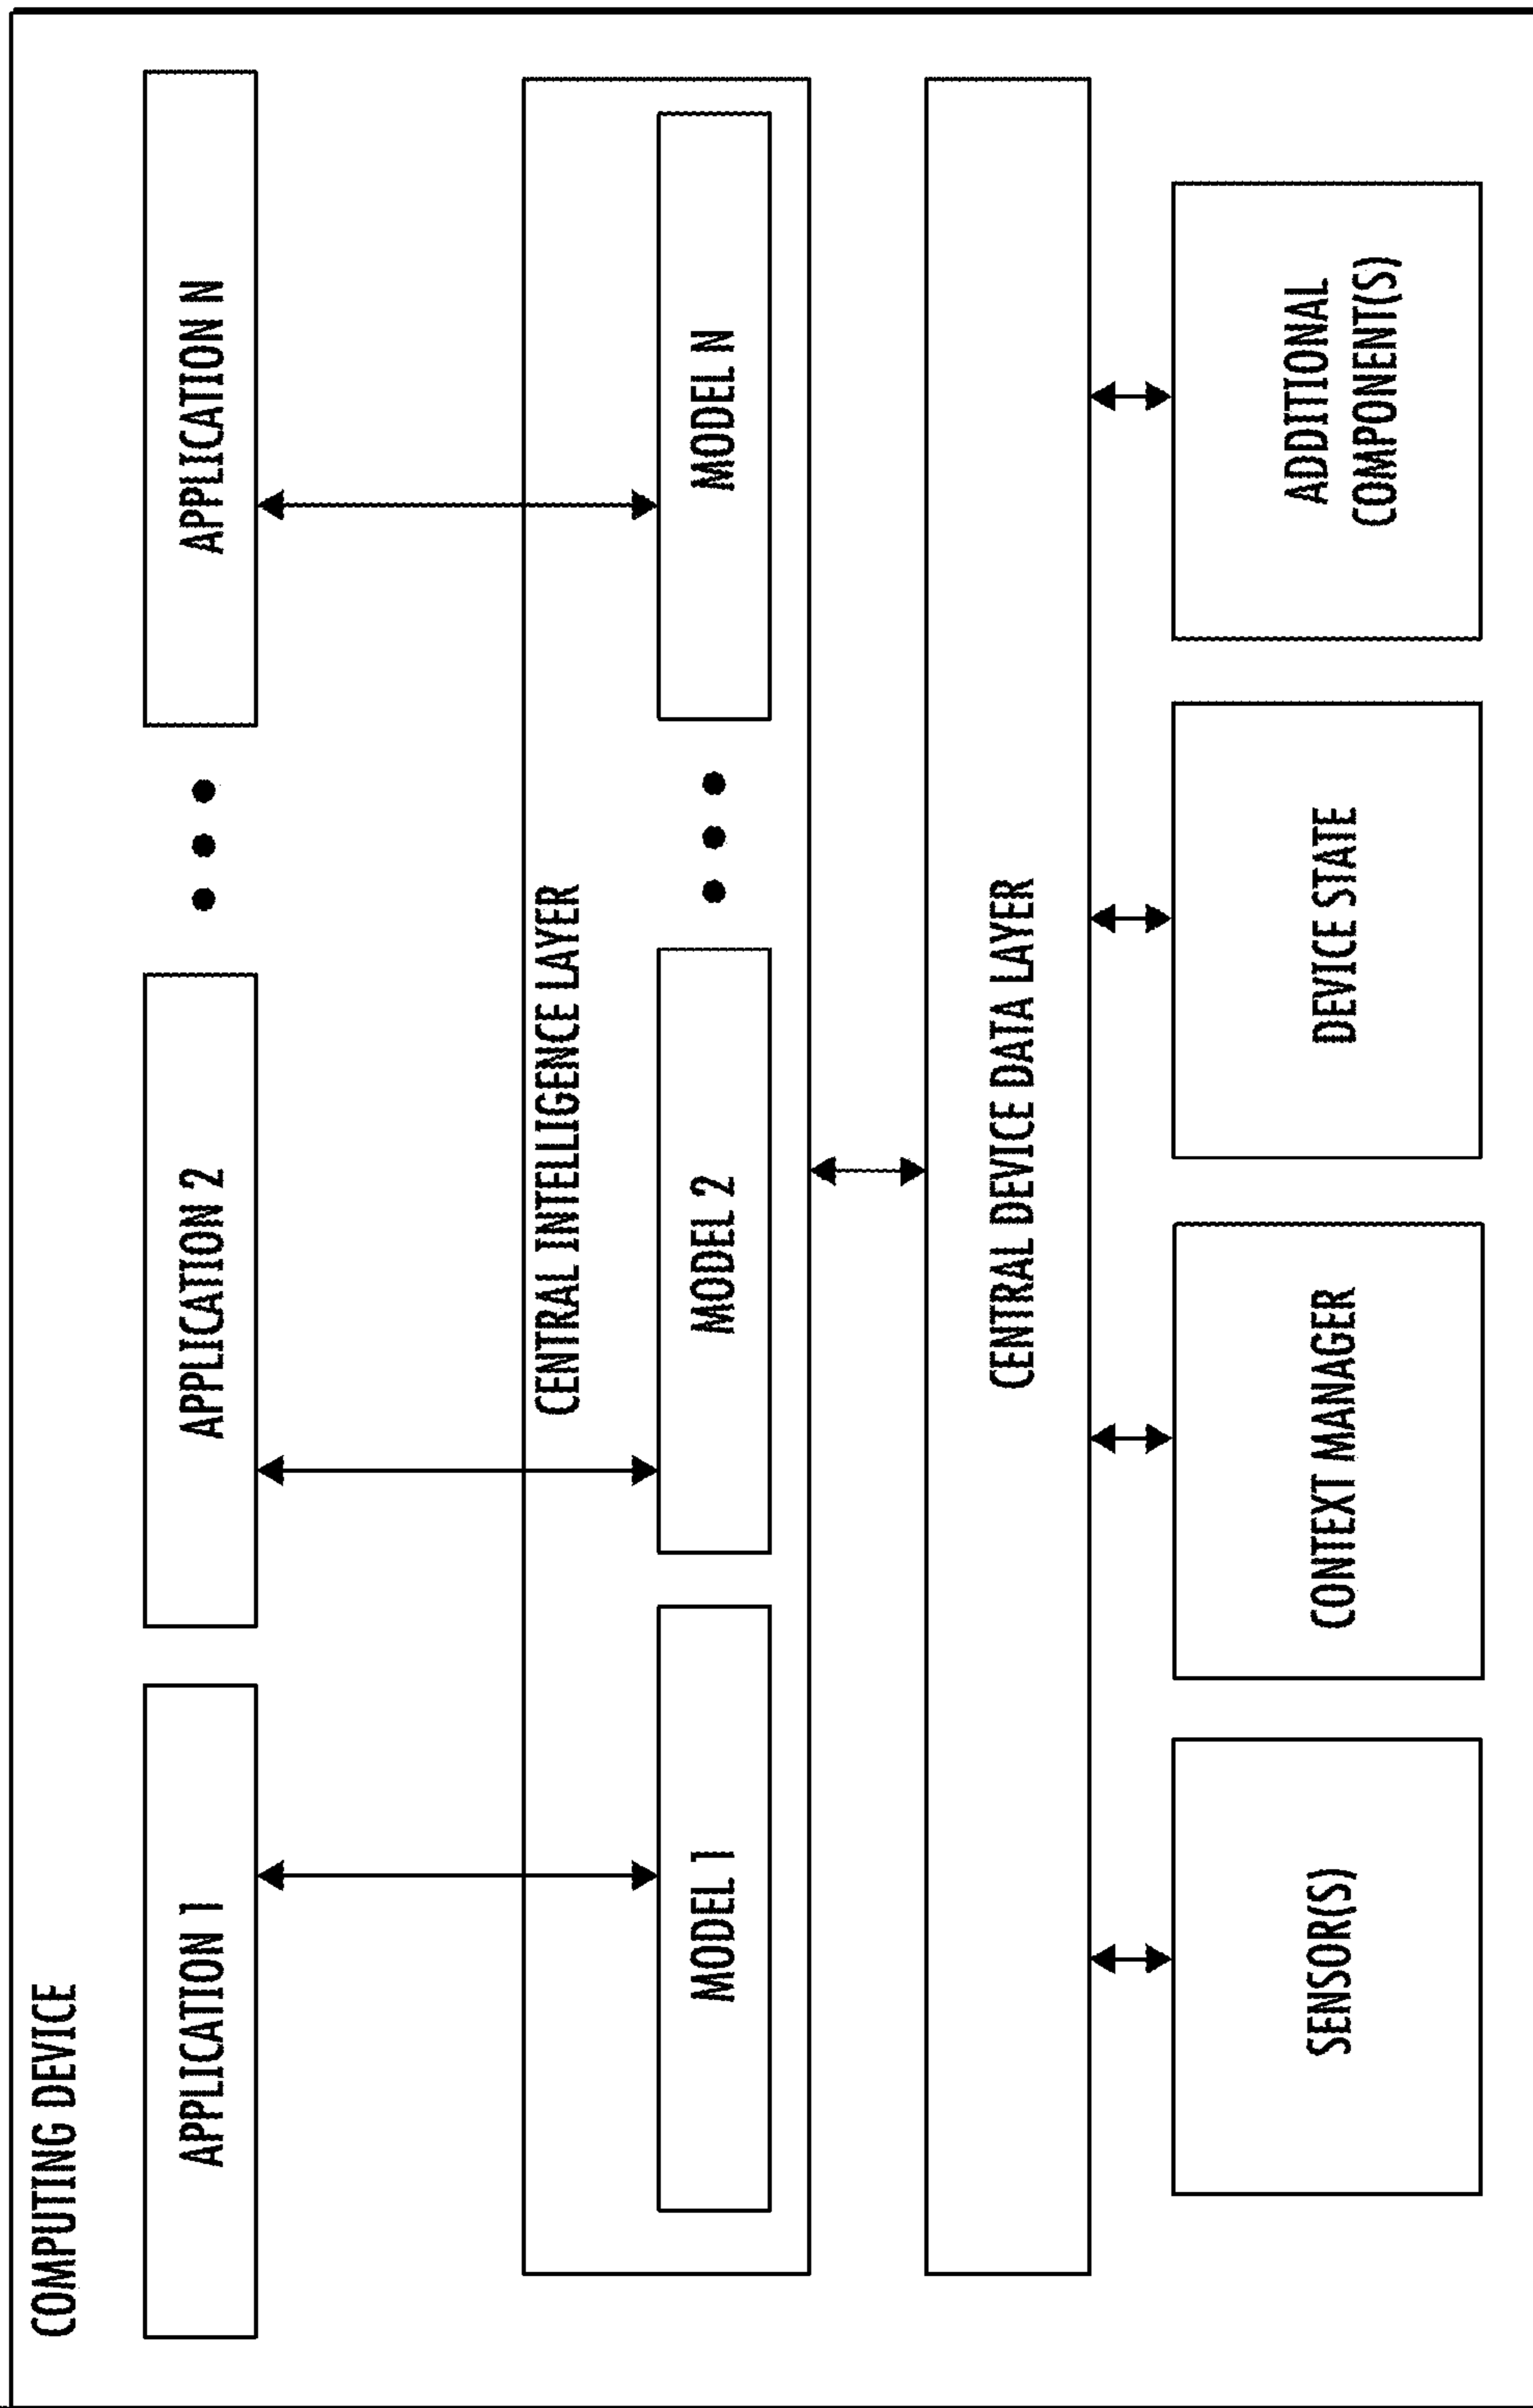 COMPUTING DEVICE
APPLICATION 1
APPLICATION 2
APPLICATION N
CENTRAL INTELLIGENCE LAYER
MODEL 1
MODEL 2
MODEL N
CENTRAL DEVICE DATA LAYER
SENSOR(S)
CONTEXT MANAGER
DEVICE STATE
ADDITIONAL
COMPONENT(S)